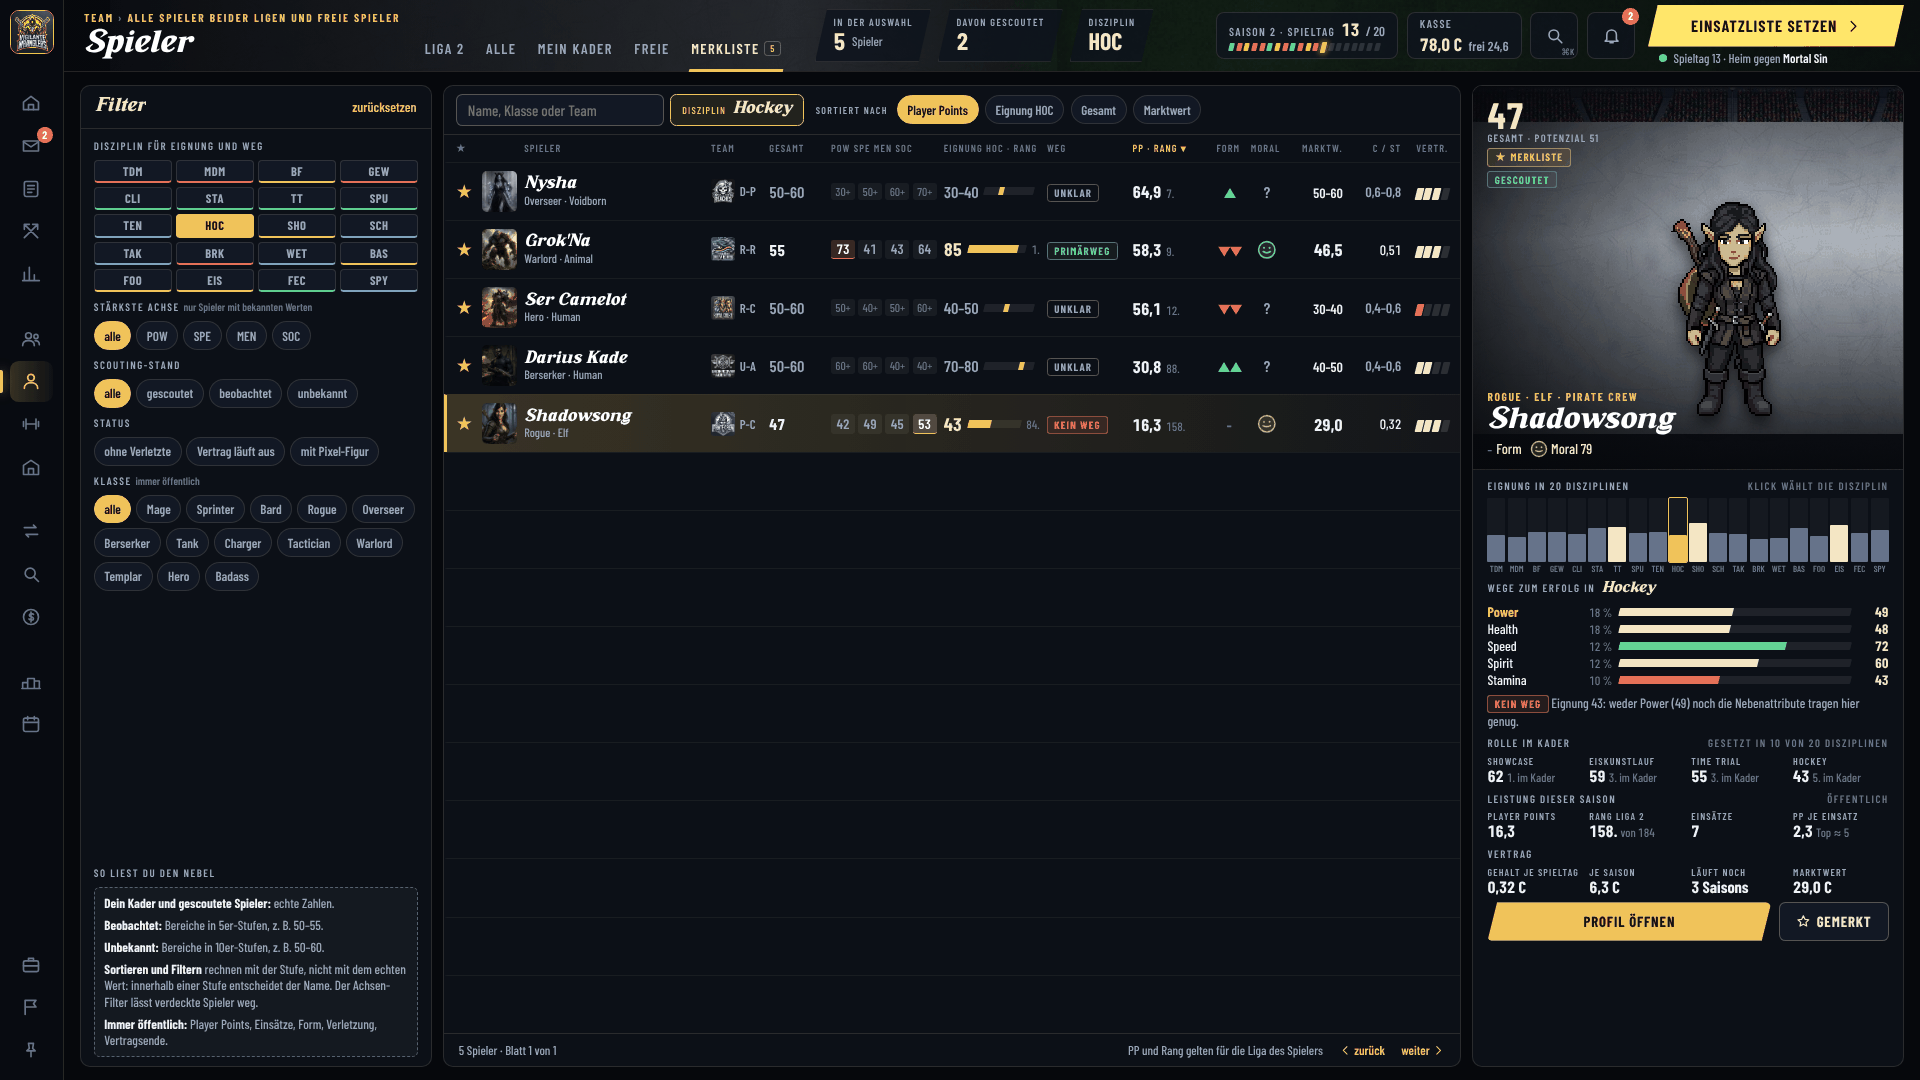 TEAM › ALLE SPIELER BEIDER LIGEN UND FREIE SPIELER
Spieler
LIGA 2
ALLE
MEIN KADER
FREIE
MERKLISTE 5
IN DER AUSWAHL
5 Spieler
DAVON GESCOUTET
2
DISZIPLIN
HOC
SAISON 2 · SPIELTAG 13 / 20
KASSE
78,0 C frei 24,6
⌘K
2
EINSATZLISTE SETZEN
Spieltag 13 · Heim gegen Mortal Sin
2
Filter
zurücksetzen
DISZIPLIN FÜR EIGNUNG UND WEG
TDM MDM BF GEW
CLI STA TT SPU
TEN HOC SHO SCH
TAK BRK WET BAS
FOO EIS FEC SPY
STÄRKSTE ACHSE nur Spieler mit bekannten Werten
alle POW SPE MEN SOC
SCOUTING-STAND
alle gescoutet beobachtet unbekannt
STATUS
ohne Verletzte Vertrag läuft aus mit Pixel-Figur
KLASSE immer öffentlich
alle Mage Sprinter Bard Rogue Overseer
Berserker Tank Charger Tactician Warlord
Templar Hero Badass
SO LIEST DU DEN NEBEL
Dein Kader und gescoutete Spieler: echte Zahlen.
Beobachtet: Bereiche in 5er-Stufen, z. B. 50–55.
Unbekannt: Bereiche in 10er-Stufen, z. B. 50–60.
Sortieren und Filtern rechnen mit der Stufe, nicht mit dem echten
Wert: innerhalb einer Stufe entscheidet der Name. Der Achsen-
Filter lässt verdeckte Spieler weg.
Immer öffentlich: Player Points, Einsätze, Form, Verletzung,
Vertragsende.
Name, Klasse oder Team
DISZIPLIN Hockey
SORTIERT NACH
Player Points Eignung HOC Gesamt Marktwert
★ SPIELER TEAM GESAMT POW SPE MEN SOC EIGNUNG HOC · RANG WEG PP · RANG ▼ FORM MORAL MARKTW. C / ST VERTR.
★ Nysha D-P 50–60 30+ 50+ 60+ 70+ 30–40 UNKLAR 64,9 7. ▲ ? 50–60 0,6–0,8
Overseer · Voidborn
★ Grok'Na R-R 55 73 41 43 64 85 1. PRIMÄRWEG 58,3 9. ▼▼ 46,5 0,51
Warlord · Animal
★ Ser Camelot R-C 50–60 50+ 40+ 50+ 60+ 40–50 UNKLAR 56,1 12. ▼▼ ? 30–40 0,4–0,6
Hero · Human
★ Darius Kade U-A 50–60 60+ 60+ 40+ 40+ 70–80 UNKLAR 30,8 88. ▲▲ ? 40–50 0,4–0,6
Berserker · Human
★ Shadowsong P-C 47 42 49 45 53 43 84. KEIN WEG 16,3 158. – 29,0 0,32
Rogue · Elf
5 Spieler · Blatt 1 von 1
PP und Rang gelten für die Liga des Spielers
zurück
weiter
47
GESAMT · POTENZIAL 51
★ MERKLISTE
GESCOUTET
ROGUE · ELF · PIRATE CREW
Shadowsong
– Form Moral 79
EIGNUNG IN 20 DISZIPLINEN KLICK WÄHLT DIE DISZIPLIN
TDM MDM BF GEW CLI STA TT SPU TEN HOC SHO SCH TAK BRK WET BAS FOO EIS FEC SPY
WEGE ZUM ERFOLG IN Hockey
Power 18 % 49
Health 18 % 48
Speed 12 % 72
Spirit 12 % 60
Stamina 10 % 43
KEIN WEG Eignung 43: weder Power (49) noch die Nebenattribute tragen hier
genug.
ROLLE IM KADER GESETZT IN 10 VON 20 DISZIPLINEN
SHOWCASE EISKUNSTLAUF TIME TRIAL HOCKEY
62 1. im Kader 59 3. im Kader 55 3. im Kader 43 5. im Kader
LEISTUNG DIESER SAISON ÖFFENTLICH
PLAYER POINTS RANG LIGA 2 EINSÄTZE PP JE EINSATZ
16,3 158. von 184 7 2,3 Top ≈ 5
VERTRAG
GEHALT JE SPIELTAG JE SAISON LÄUFT NOCH MARKTWERT
0,32 C 6,3 C 3 Saisons 29,0 C
PROFIL ÖFFNEN
GEMERKT